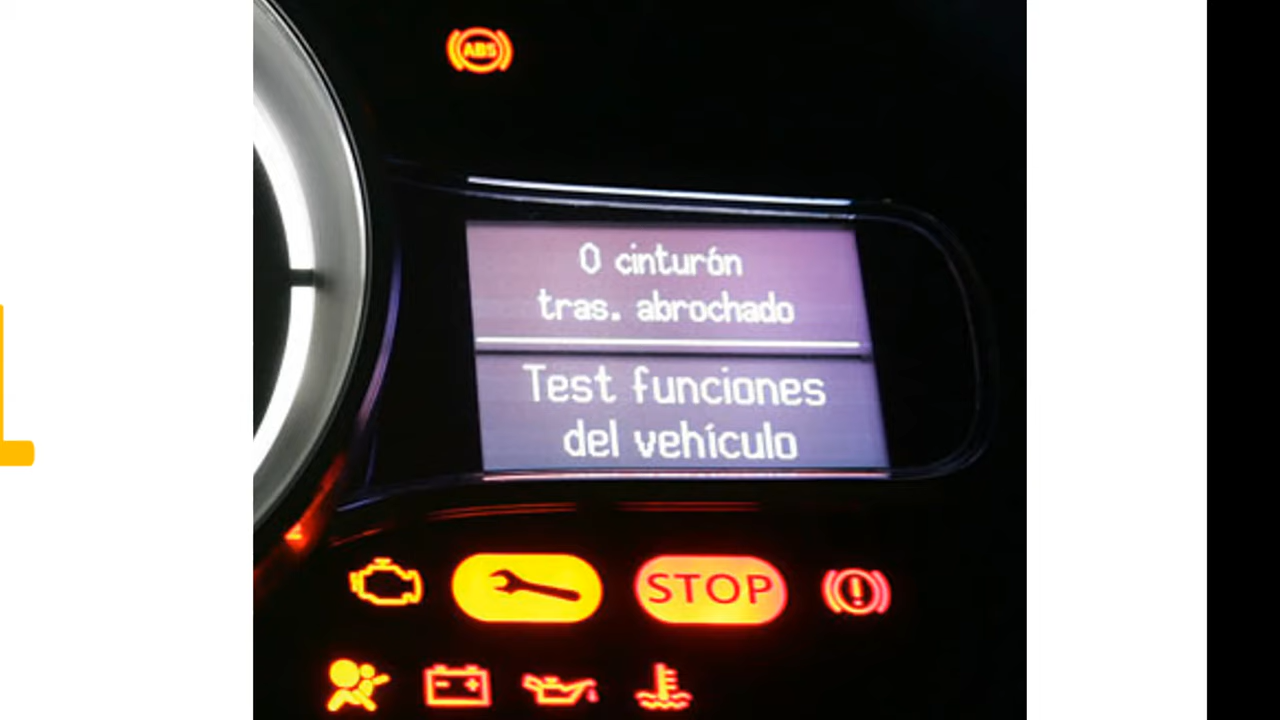 ABS
0 cinturón
tras. abrochado
Test funciones
del vehículo
STOP